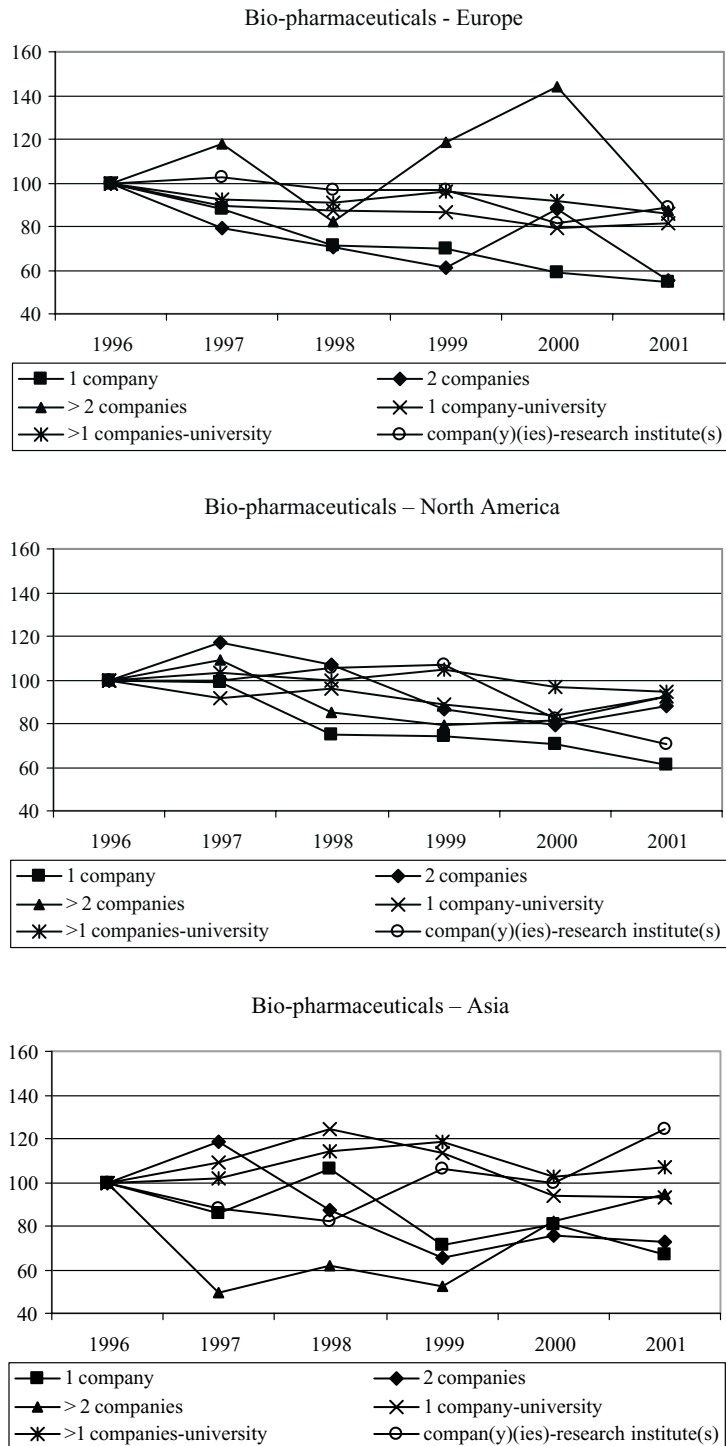 Bio-pharmaceuticals - Europe
160
140
120
100
80
60
40
1996 1997 1998 1999 2000 2001
1 company 2 companies
> 2 companies 1 company-university
>1 companies-university compan(y)(ies)-research institute(s)
Bio-pharmaceuticals – North America
160
140
120
100
80
60
40
1996 1997 1998 1999 2000 2001
1 company 2 companies
> 2 companies 1 company-university
>1 companies-university compan(y)(ies)-research institute(s)
Bio-pharmaceuticals – Asia
160
140
120
100
80
60
40
1996 1997 1998 1999 2000 2001
1 company 2 companies
> 2 companies 1 company-university
>1 companies-university compan(y)(ies)-research institute(s)